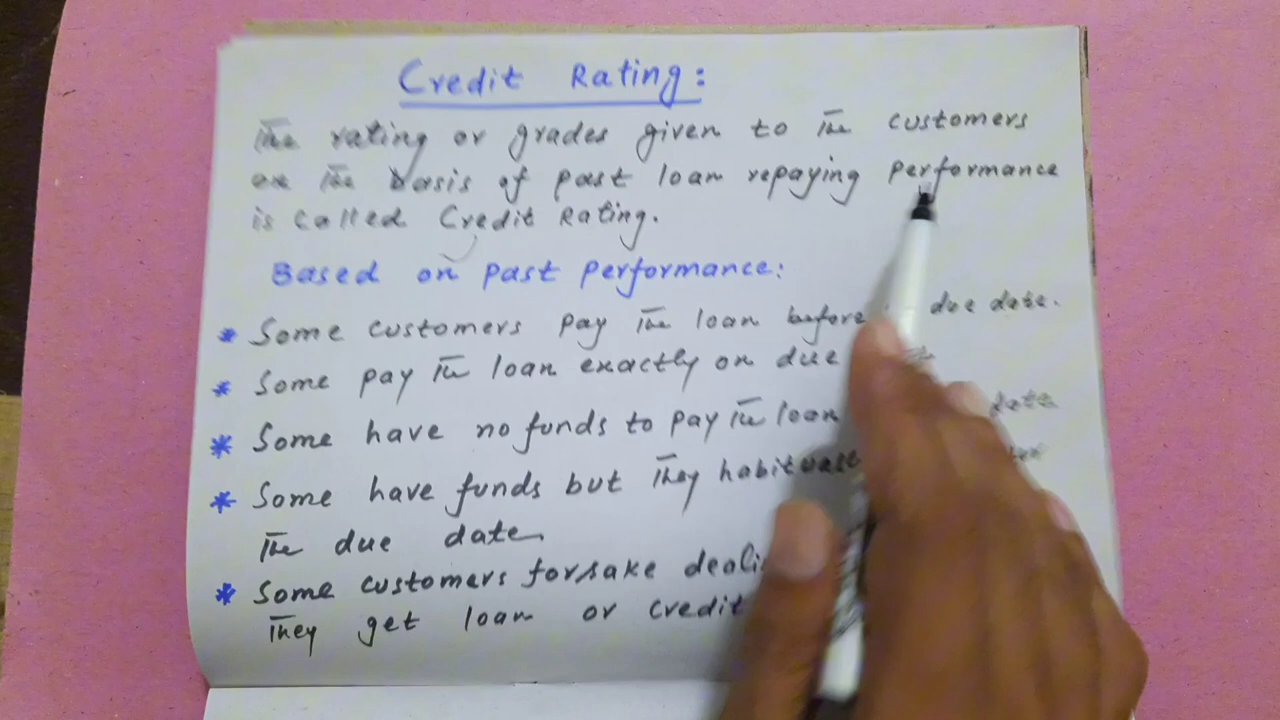 Credit Rating:
The rating or grades given to the customers
on the basis of past loan repaying performance
is called Credit Rating.
Based on past performance:
* Some customers pay the loan before due date.
* Some pay the loan exactly on due
* Some have no funds to pay the loan date
* Some have funds but they
the due date
* Some customers forsake
They get loan or credit